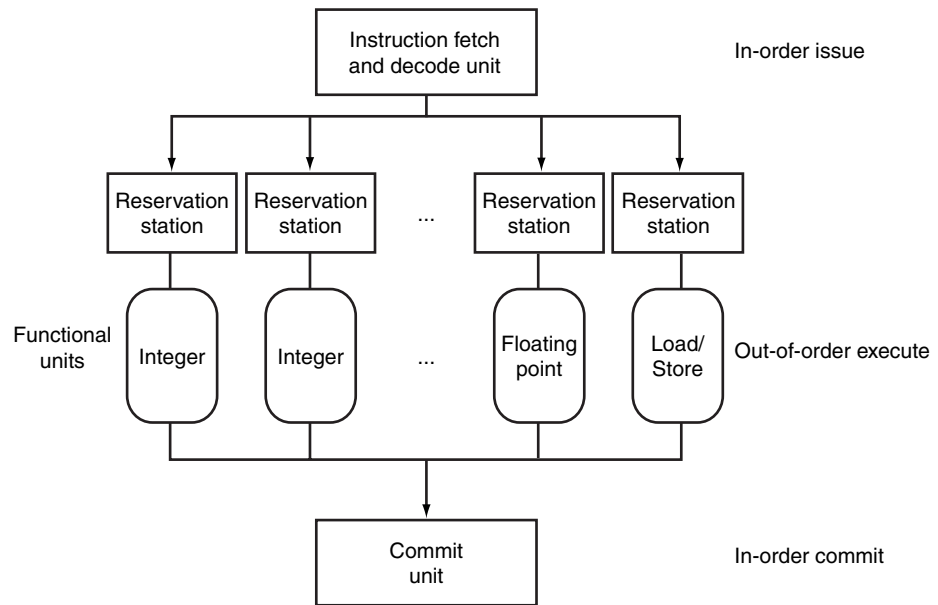 Instruction fetch
and decode unit
In-order issue
Reservation
station
Reservation
station
...
Reservation
station
Reservation
station
Functional
units
Integer
Integer
...
Floating
point
Load/
Store
Out-of-order execute
Commit
unit
In-order commit